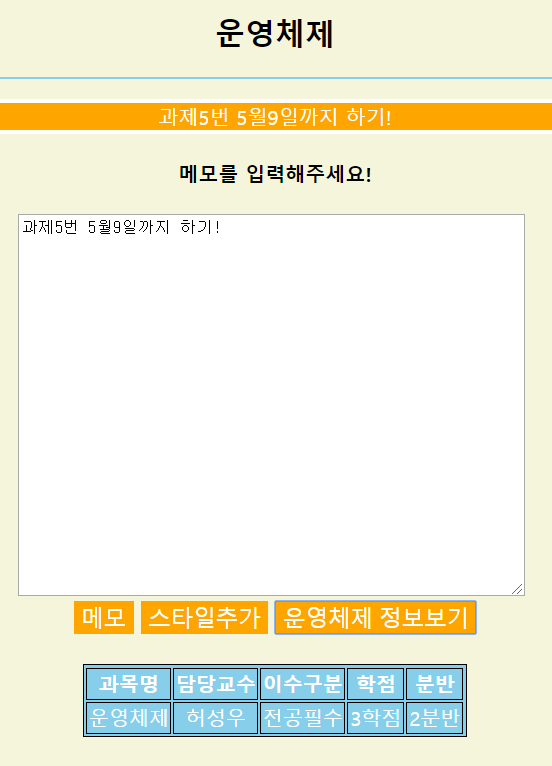 운영체제
과제5번 5월9일까지 하기!
메모를 입력해주세요!
과제5번 5월9일까지 하기!
메모 스타일추가 운영체제 정보보기
과목명 담당교수 이수구분 학점 분반
운영체제 허성우 전공필수 3학점 2분반